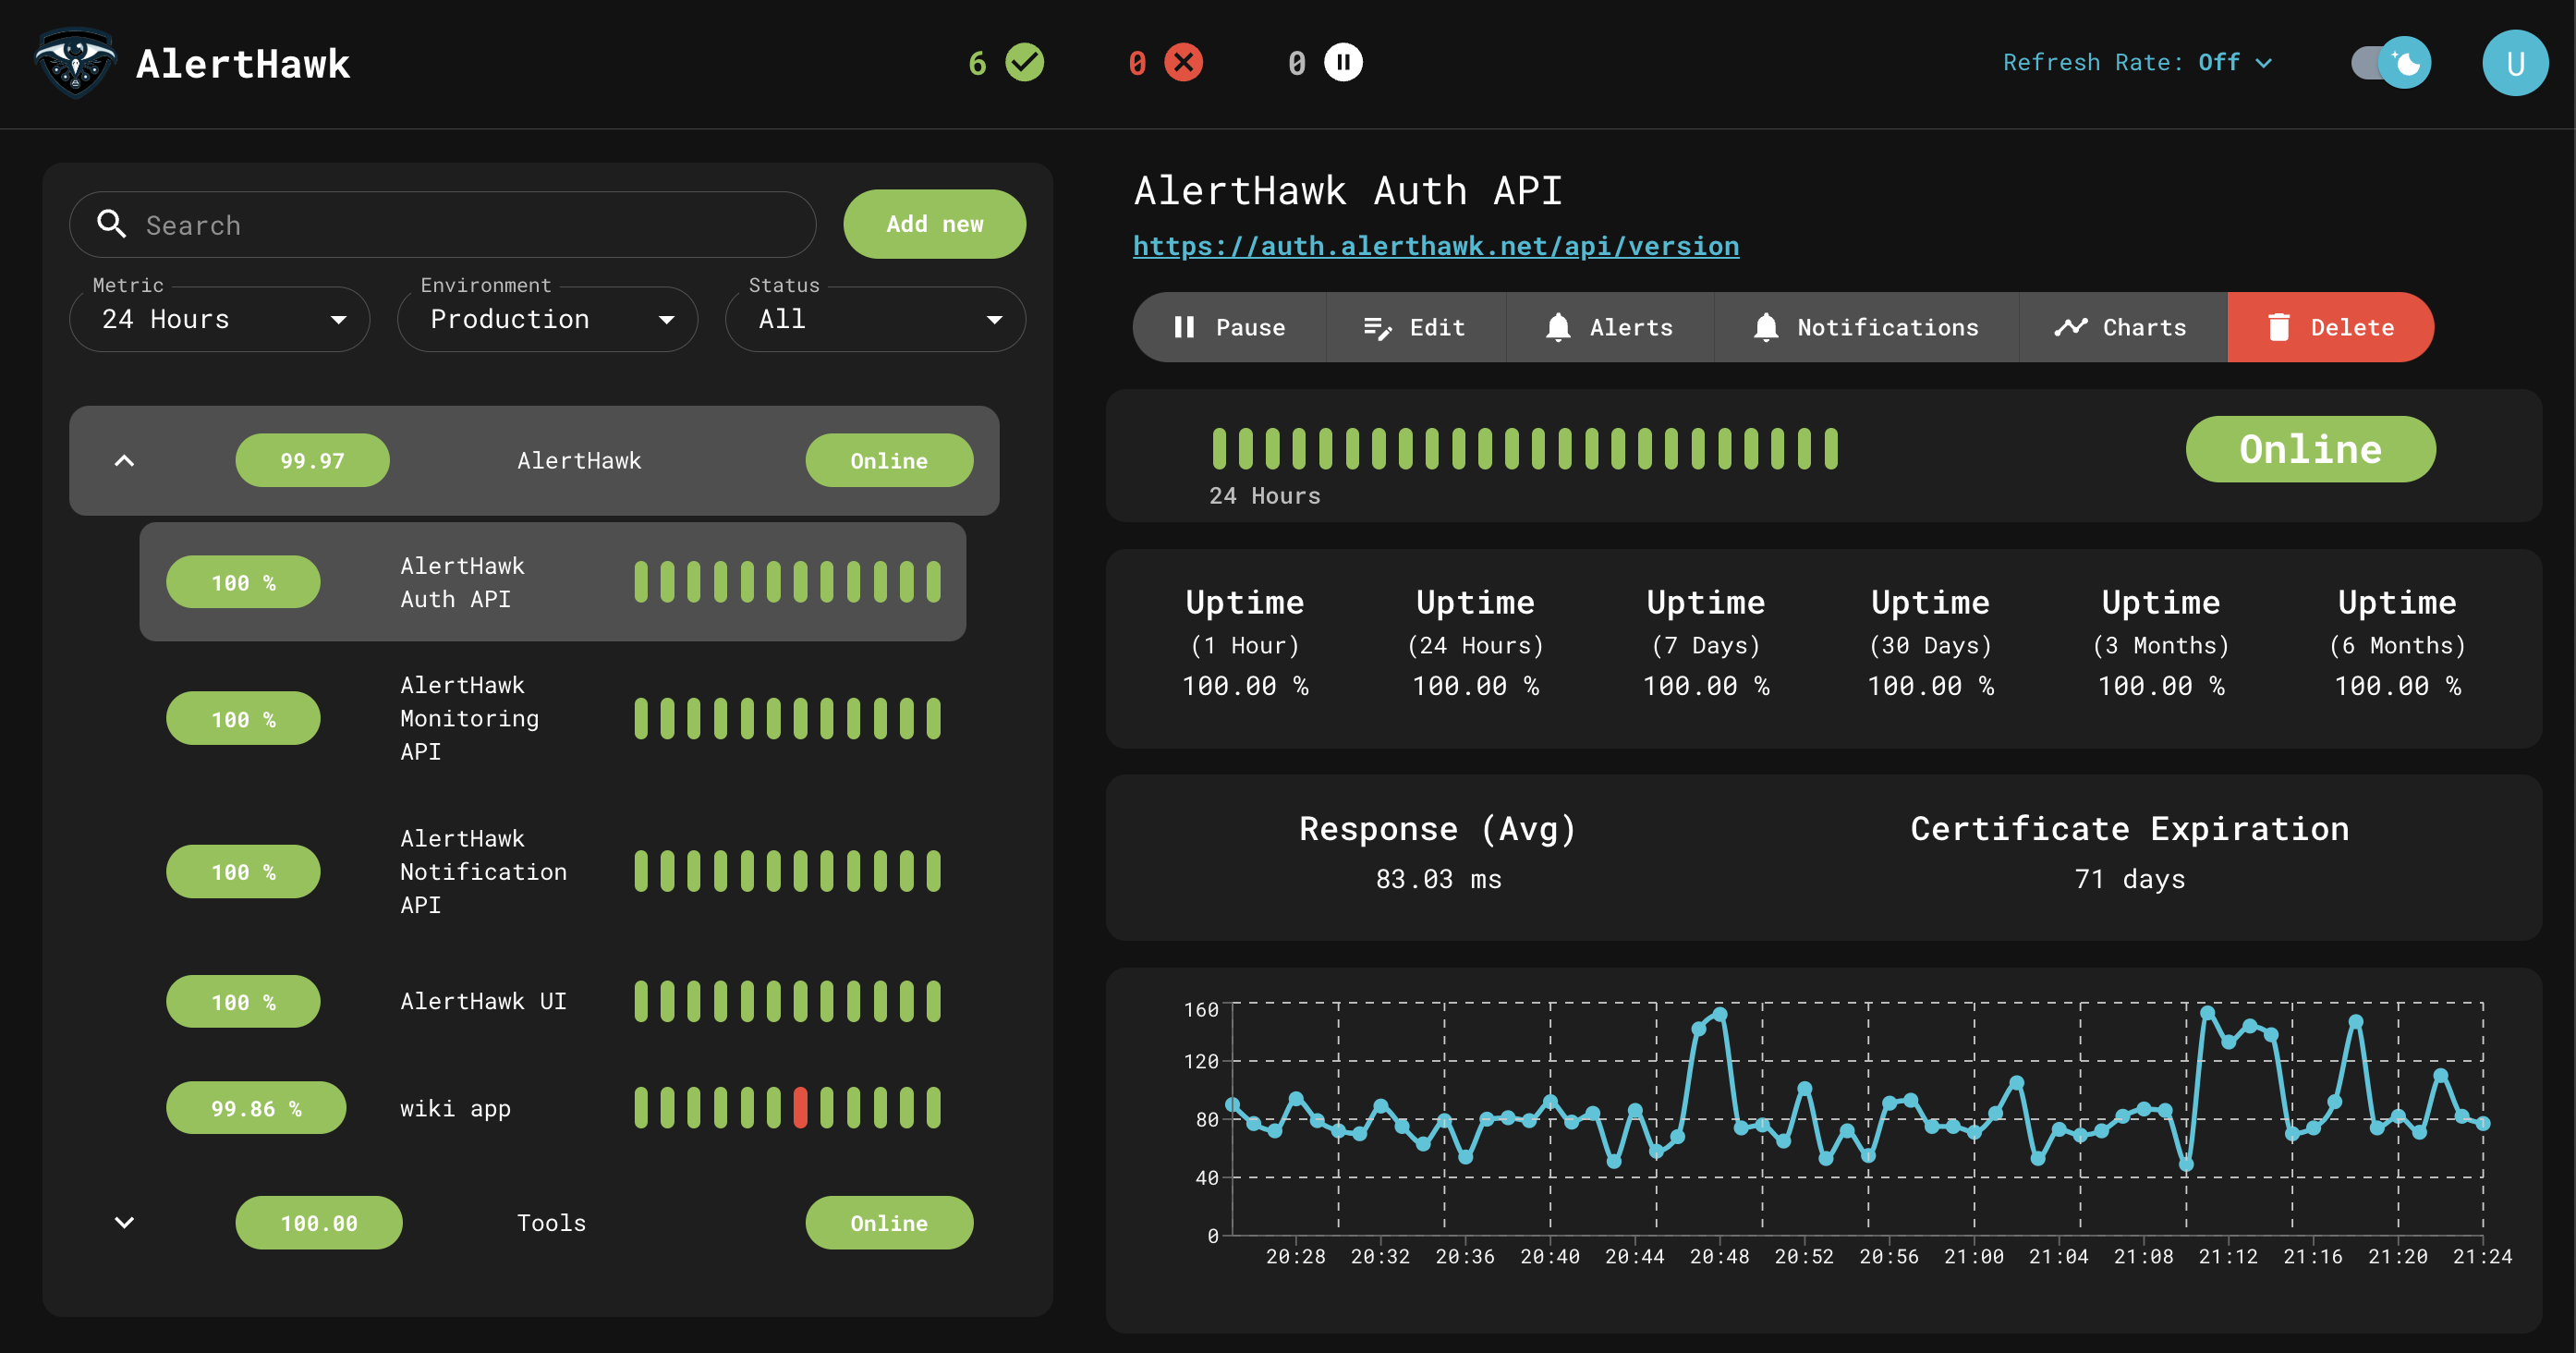 AlertHawk
6
0
0
Refresh Rate: Off
U
Search
Add new
Metric
24 Hours
Environment
Production
Status
All
99.97
AlertHawk
Online
100 %
AlertHawk
Auth API
100 %
AlertHawk
Monitoring
API
100 %
AlertHawk
Notification
API
100 %
AlertHawk UI
99.86 %
wiki app
100.00
Tools
Online
AlertHawk Auth API
https://auth.alerthawk.net/api/version
Pause
Edit
Alerts
Notifications
Charts
Delete
24 Hours
Online
Uptime
(1 Hour)
100.00 %
Uptime
(24 Hours)
100.00 %
Uptime
(7 Days)
100.00 %
Uptime
(30 Days)
100.00 %
Uptime
(3 Months)
100.00 %
Uptime
(6 Months)
100.00 %
Response (Avg)
83.03 ms
Certificate Expiration
71 days
160
120
80
40
0
20:28 20:32 20:36 20:40 20:44 20:48 20:52 20:56 21:00 21:04 21:08 21:12 21:16 21:20 21:24